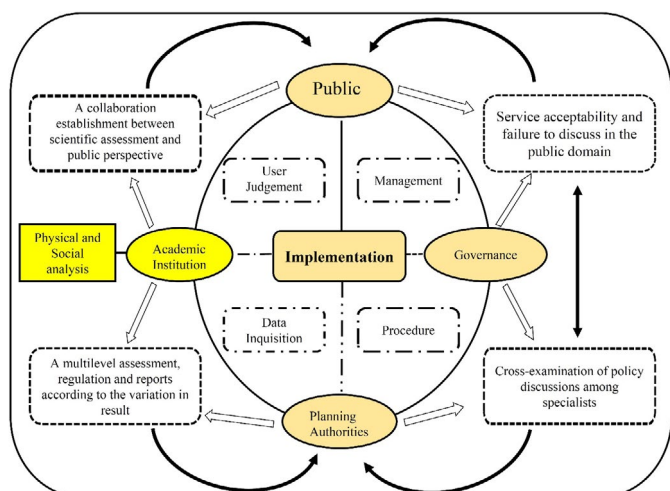 Public
A collaboration
establishment between
scientific assessment and
public perspective
Service acceptability and
failure to discuss in the
public domain
User
Judgement
Management
Physical and
Social
analysis
Academic
Institution
Implementation
Governance
Data
Inquisition
Procedure
A multilevel assessment,
regulation and reports
according to the variation in
result
Cross-examination of policy
discussions among
specialists
Planning
Authorities